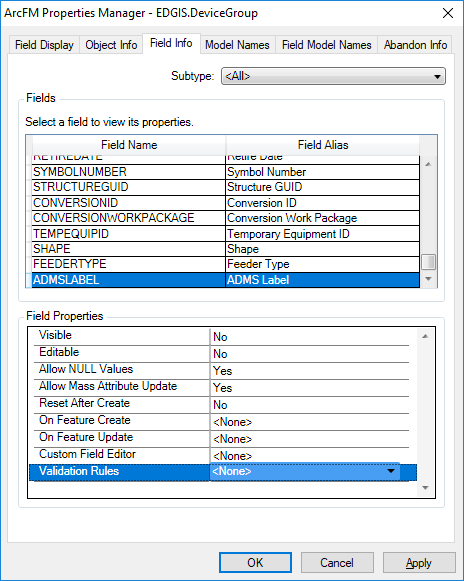 ArcFM Properties Manager - EDGIS.DeviceGroup
Field Display Object Info Field Info Model Names Field Model Names Abandon Info
Subtype: <All>
Fields
Select a field to view its properties.
Field Name Field Alias
RETIREDATE Retire Date
SYMBOLNUMBER Symbol Number
STRUCTUREGUID Structure GUID
CONVERSIONID Conversion ID
CONVERSIONWORKPACKAGE Conversion Work Package
TEMPEQUIPID Temporary Equipment ID
SHAPE Shape
FEEDERTYPE Feeder Type
ADMSLABEL ADMS Label
Field Properties
Visible No
Editable No
Allow NULL Values Yes
Allow Mass Attribute Update Yes
Reset After Create No
On Feature Create <None>
On Feature Update <None>
Custom Field Editor <None>
Validation Rules <None>
OK Cancel Apply